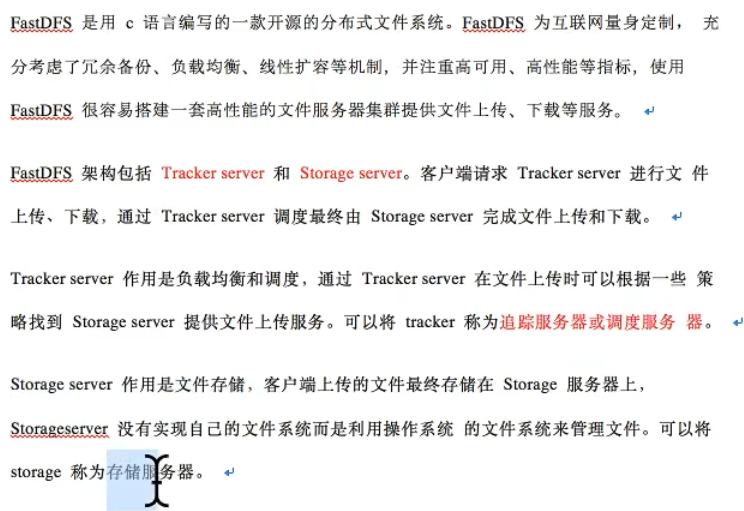 FastDFS 是用 c 语言编写的一款开源的分布式文件系统。FastDFS 为互联网量身定制， 充
分考虑了冗余备份、负载均衡、线性扩容等机制，并注重高可用、高性能等指标，使用
FastDFS 很容易搭建一套高性能的文件服务器集群提供文件上传、下载等服务。
FastDFS 架构包括 Tracker server 和 Storage server。客户端请求 Tracker server 进行文 件
上传、下载，通过 Tracker server 调度最终由 Storage server 完成文件上传和下载。
Tracker server 作用是负载均衡和调度，通过 Tracker server 在文件上传时可以根据一些 策
略找到 Storage server 提供文件上传服务。可以将 tracker 称为追踪服务器或调度服务 器。
Storage server 作用是文件存储，客户端上传的文件最终存储在 Storage 服务器上，
Storageserver 没有实现自己的文件系统而是利用操作系统 的文件系统来管理文件。可以将
storage 称为存储服务器。